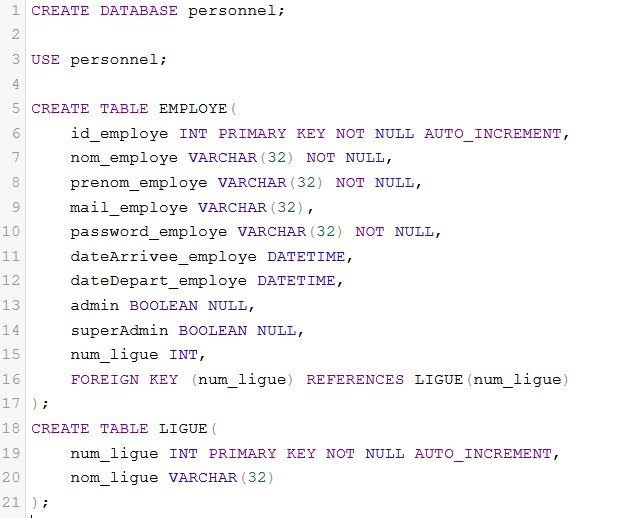 1 CREATE DATABASE personnel;
2
3 USE personnel;
4
5 CREATE TABLE EMPLOYE(
6     id_employe INT PRIMARY KEY NOT NULL AUTO_INCREMENT,
7     nom_employe VARCHAR(32) NOT NULL,
8     prenom_employe VARCHAR(32) NOT NULL,
9     mail_employe VARCHAR(32),
10     password_employe VARCHAR(32) NOT NULL,
11     dateArrivee_employe DATETIME,
12     dateDepart_employe DATETIME,
13     admin BOOLEAN NULL,
14     superAdmin BOOLEAN NULL,
15     num_ligue INT,
16     FOREIGN KEY (num_ligue) REFERENCES LIGUE(num_ligue)
17 );
18 CREATE TABLE LIGUE(
19     num_ligue INT PRIMARY KEY NOT NULL AUTO_INCREMENT,
20     nom_ligue VARCHAR(32)
21 );